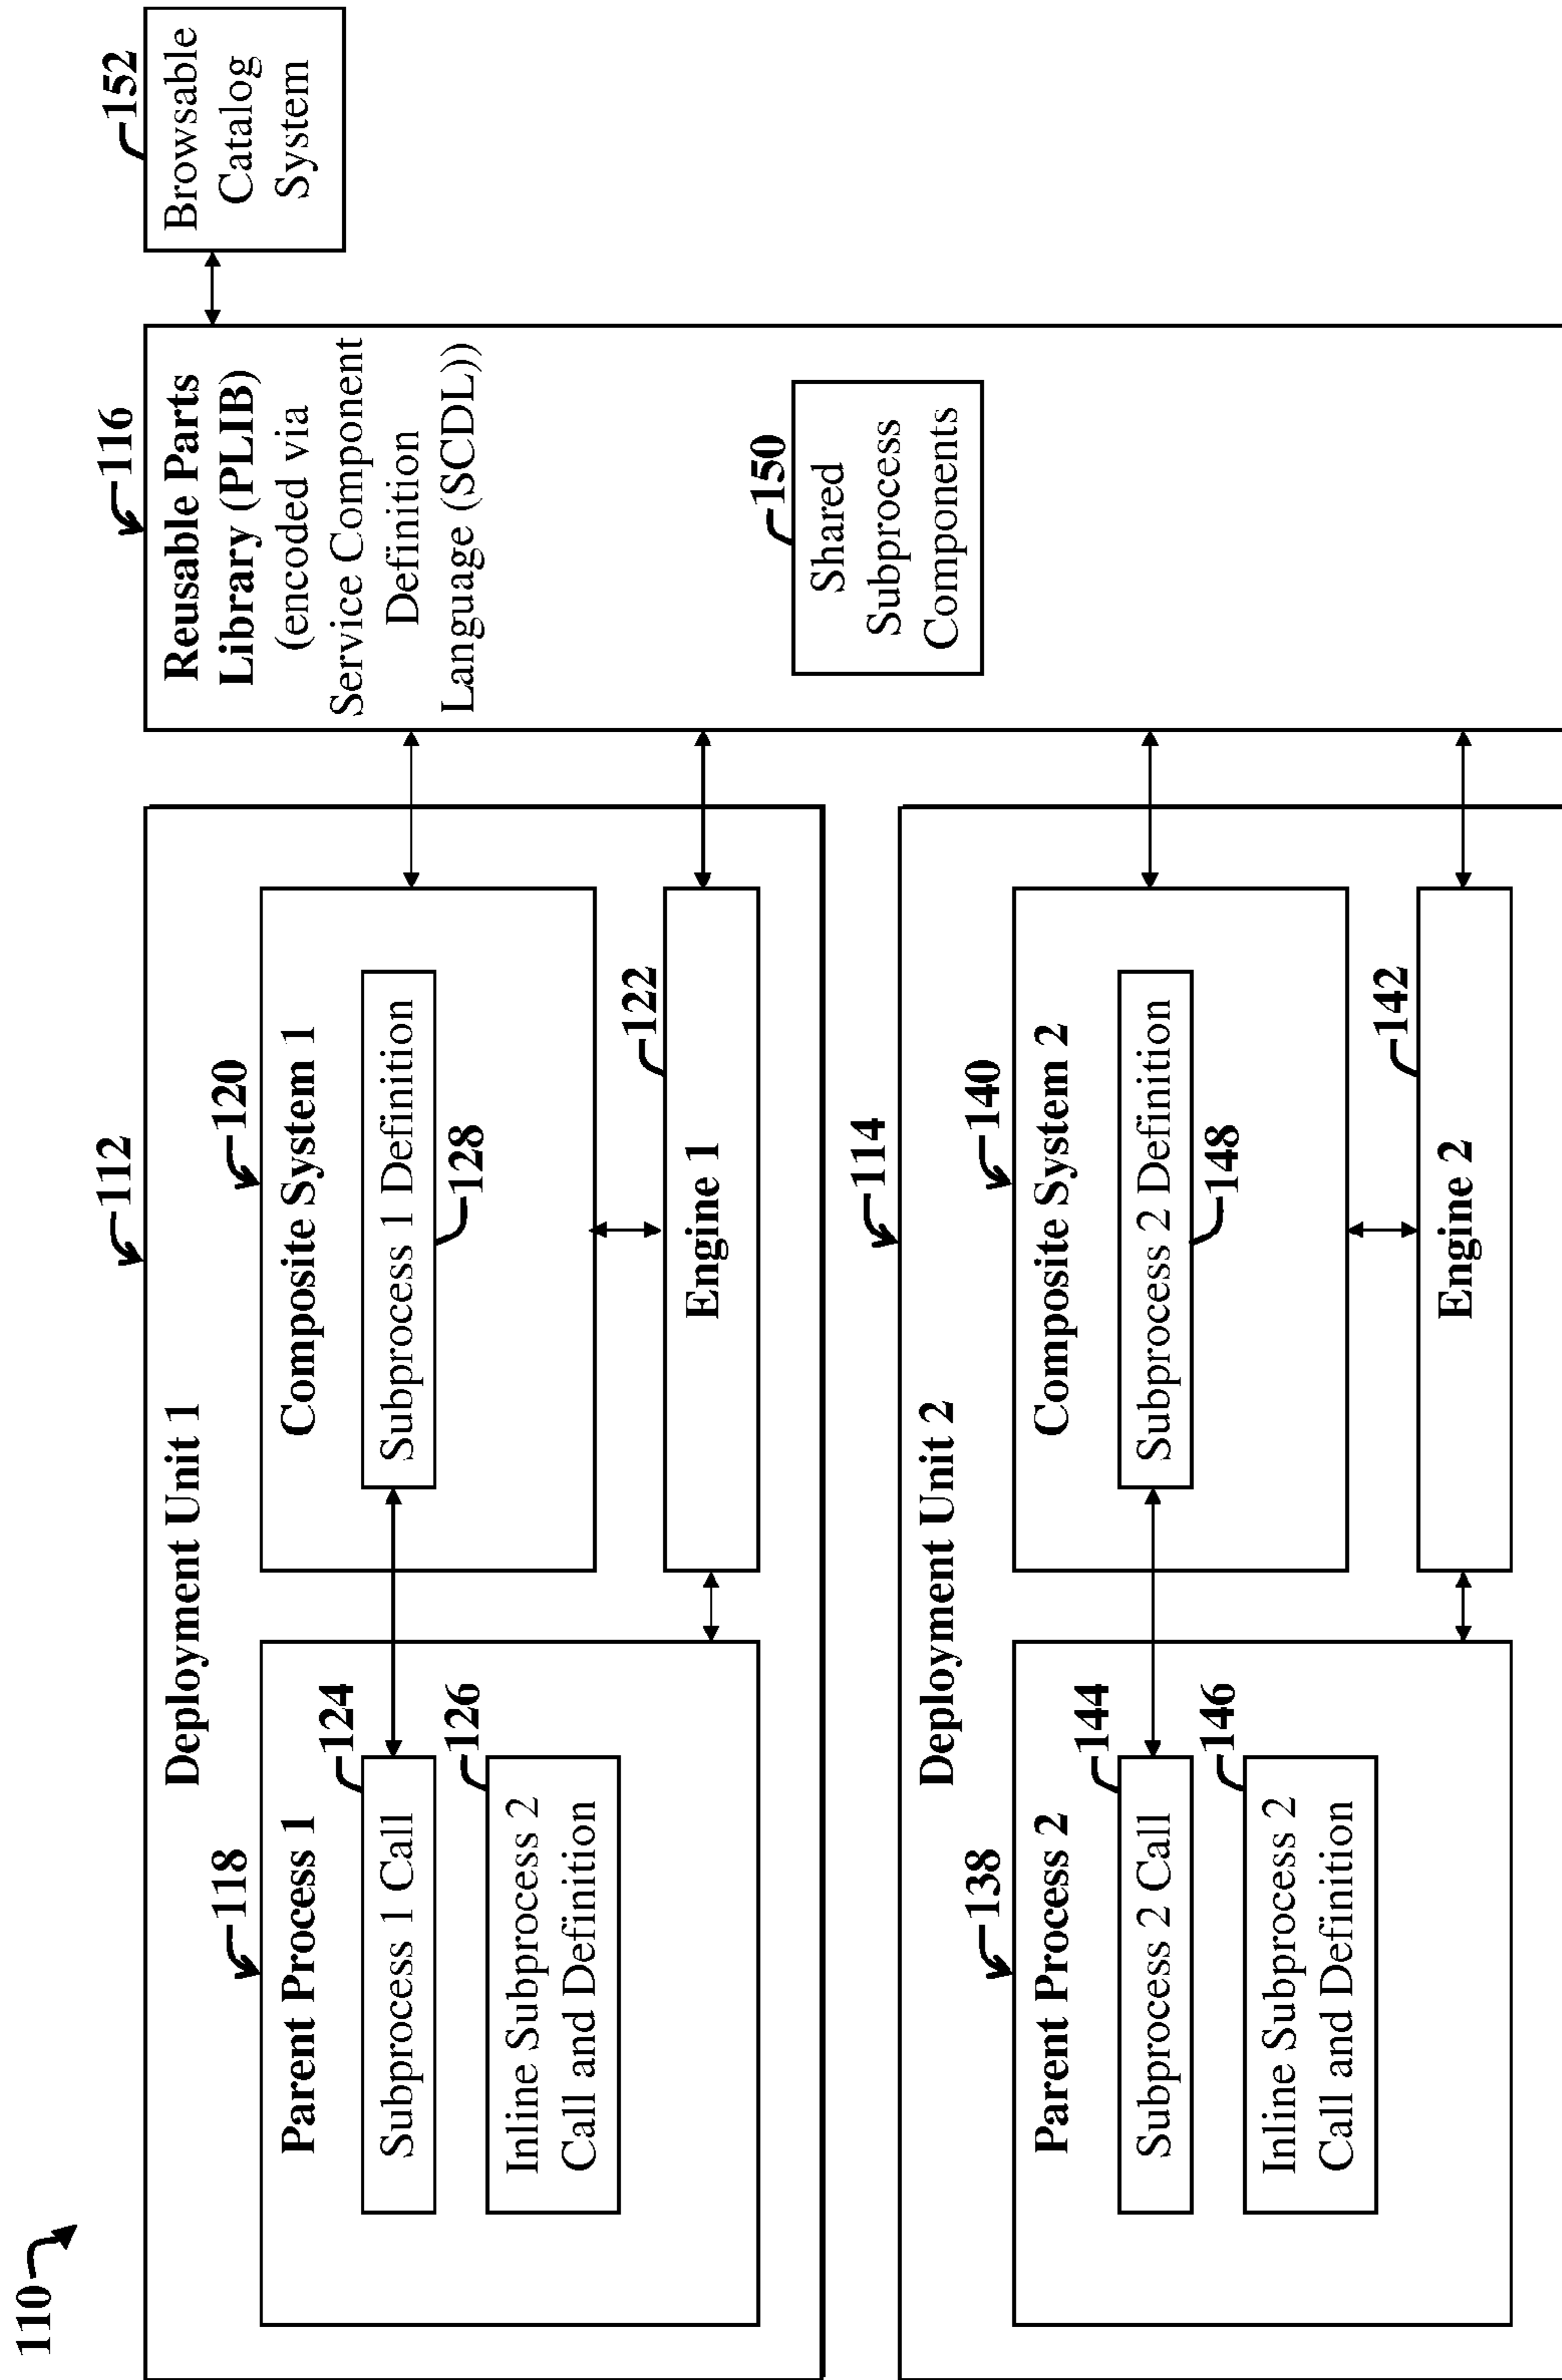 110
112
Deployment Unit 1
118
Parent Process 1
124
Subprocess 1 Call
126
Inline Subprocess 2
Call and Definition
120
Composite System 1
Subprocess 1 Definition
128
122
Engine 1
114
Deployment Unit 2
138
Parent Process 2
144
Subprocess 2 Call
146
Inline Subprocess 2
Call and Definition
140
Composite System 2
Subprocess 2 Definition
148
142
Engine 2
116
Reusable Parts
Library (PLIB)
(encoded via
Service Component
Definition
Language (SCDL))
150
Shared
Subprocess
Components
152
Browsable
Catalog
System